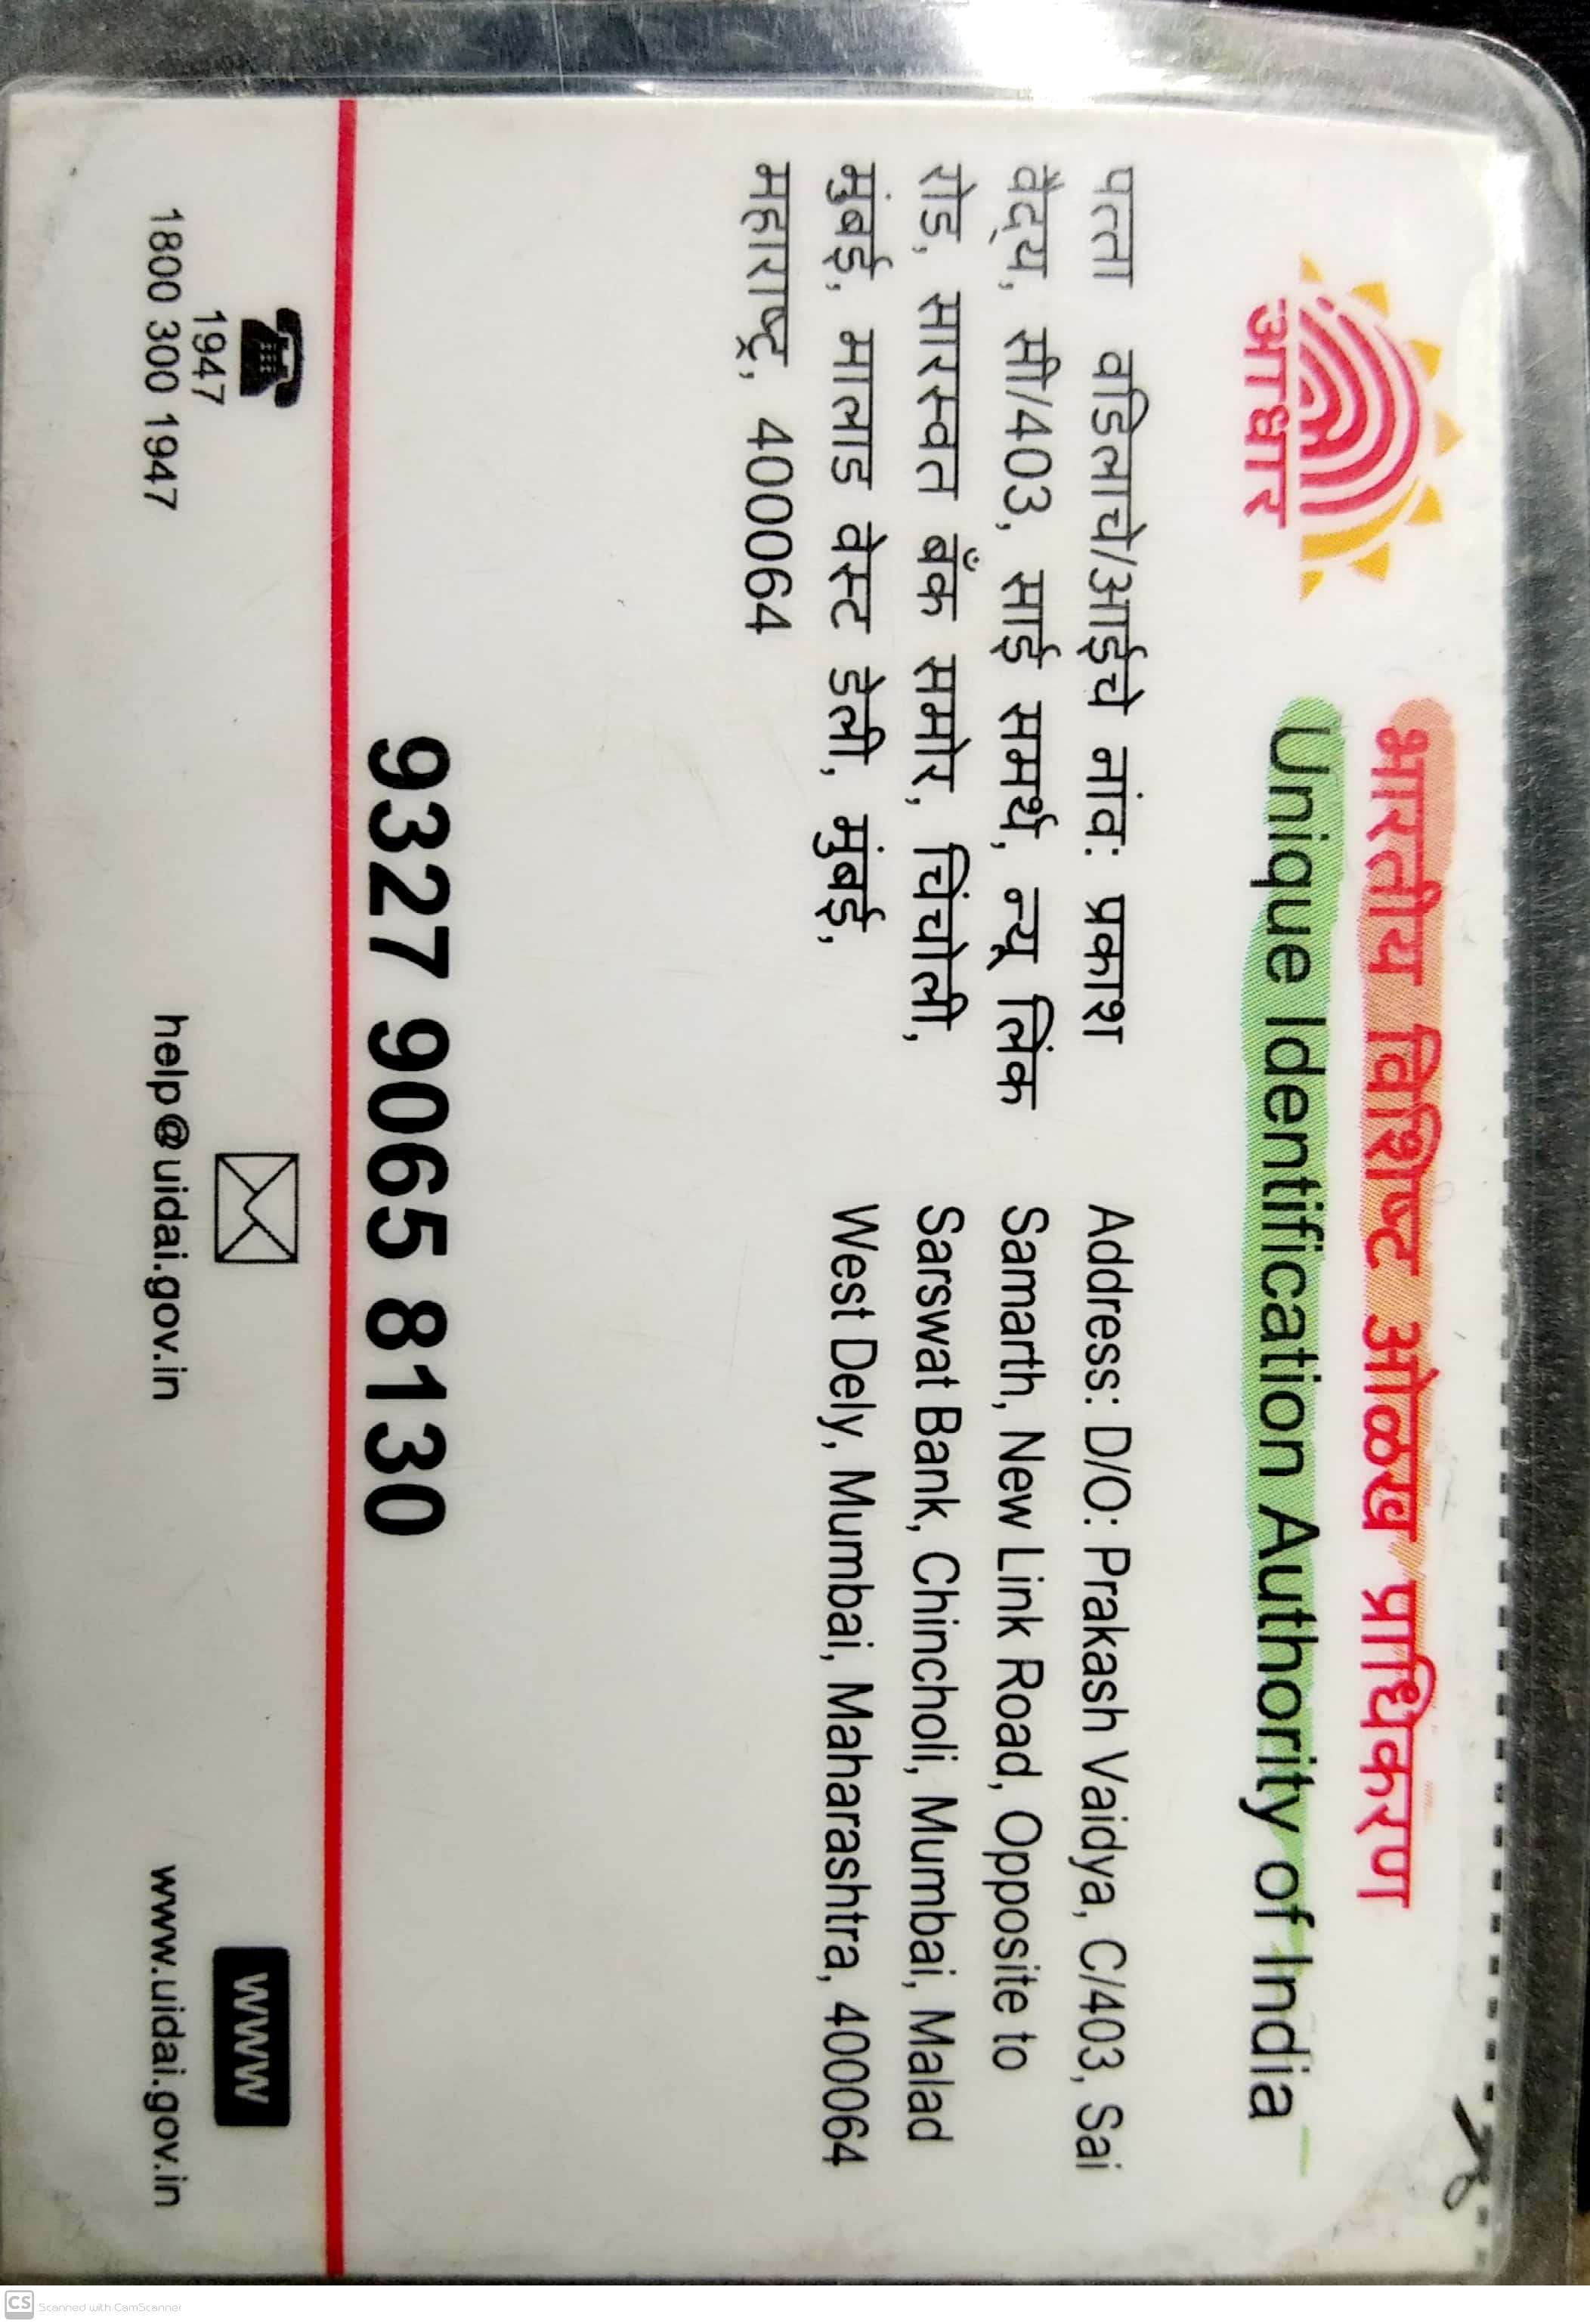 भारतीय विशिष्ट ओळख प्राधिकरण
Unique Identification Authority of India
आधार
पत्ता वडिलाचे/आईचे नांव: प्रकाश
वैद्य, सी/403, साई समर्थ, न्यू लिंक
रोड, सारस्वत बँक समोर, चिंचोली,
मुंबई, मालाड वेस्ट डेली, मुंबई,
महाराष्ट्र, 400064
Address: D/O: Prakash Vaidya, C/403, Sai
Samarth, New Link Road, Opposite to
Sarswat Bank, Chincholi, Mumbai, Malad
West Dely, Mumbai, Maharashtra, 400064
9327 9065 8130
1947
1800 300 1947
help@uidai.gov.in
www
www.uidai.gov.in
CS Scanned with CamScanner